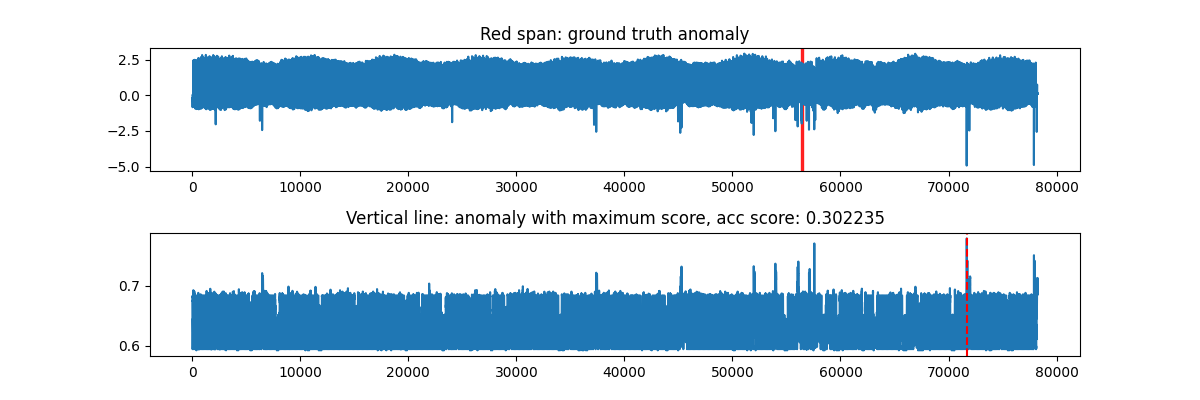 Red span: ground truth anomaly
2.5
0.0
−2.5
−5.0
0 10000 20000 30000 40000 50000 60000 70000 80000
Vertical line: anomaly with maximum score, acc score: 0.302235
0.7
0.6
0 10000 20000 30000 40000 50000 60000 70000 80000